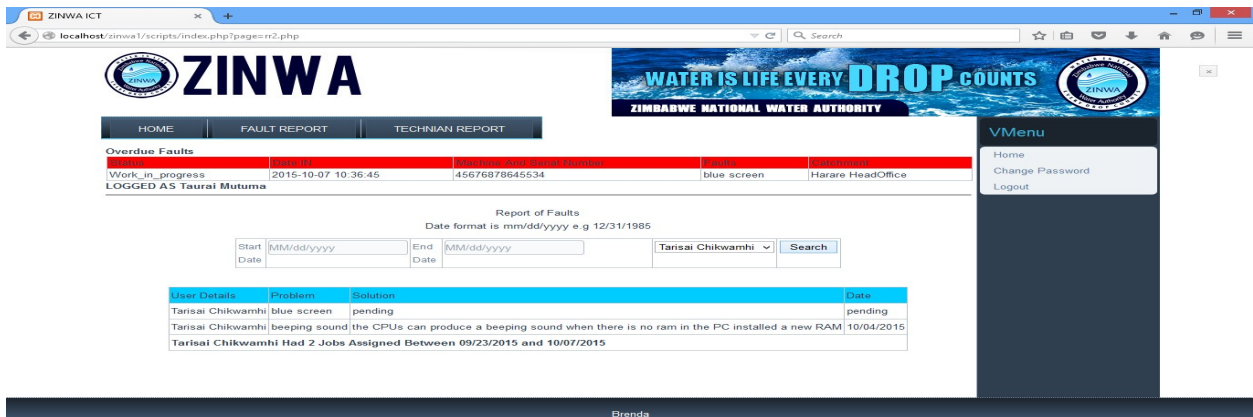 ZINWA ICT
localhost/zinwa1/scripts/index.php?page=rr2.php
Search
ZINWA
ZINWA
WATER IS LIFE EVERY DROP COUNTS
ZIMBABWE NATIONAL WATER AUTHORITY
Zimbabwe National
ZINWA
Water Authority
HOME FAULT REPORT TECHNIAN REPORT
VMenu
Home
Change Password
Logout
Overdue Faults
Status Date IN Machine And Serial Number Faults Catchment
Work_in_progress 2015-10-07 10:36:45 45676878645534 blue screen Harare HeadOffice
LOGGED AS Taurai Mutuma
Report of Faults
Date format is mm/dd/yyyy e.g 12/31/1985
Start Date MM/dd/yyyy End Date MM/dd/yyyy Tarisai Chikwamhi Search
User Details Problem Solution Date
Tarisai Chikwamhi blue screen pending pending
Tarisai Chikwamhi beeping sound the CPUs can produce a beeping sound when there is no ram in the PC installed a new RAM 10/04/2015
Tarisai Chikwamhi Had 2 Jobs Assigned Between 09/23/2015 and 10/07/2015
Brenda